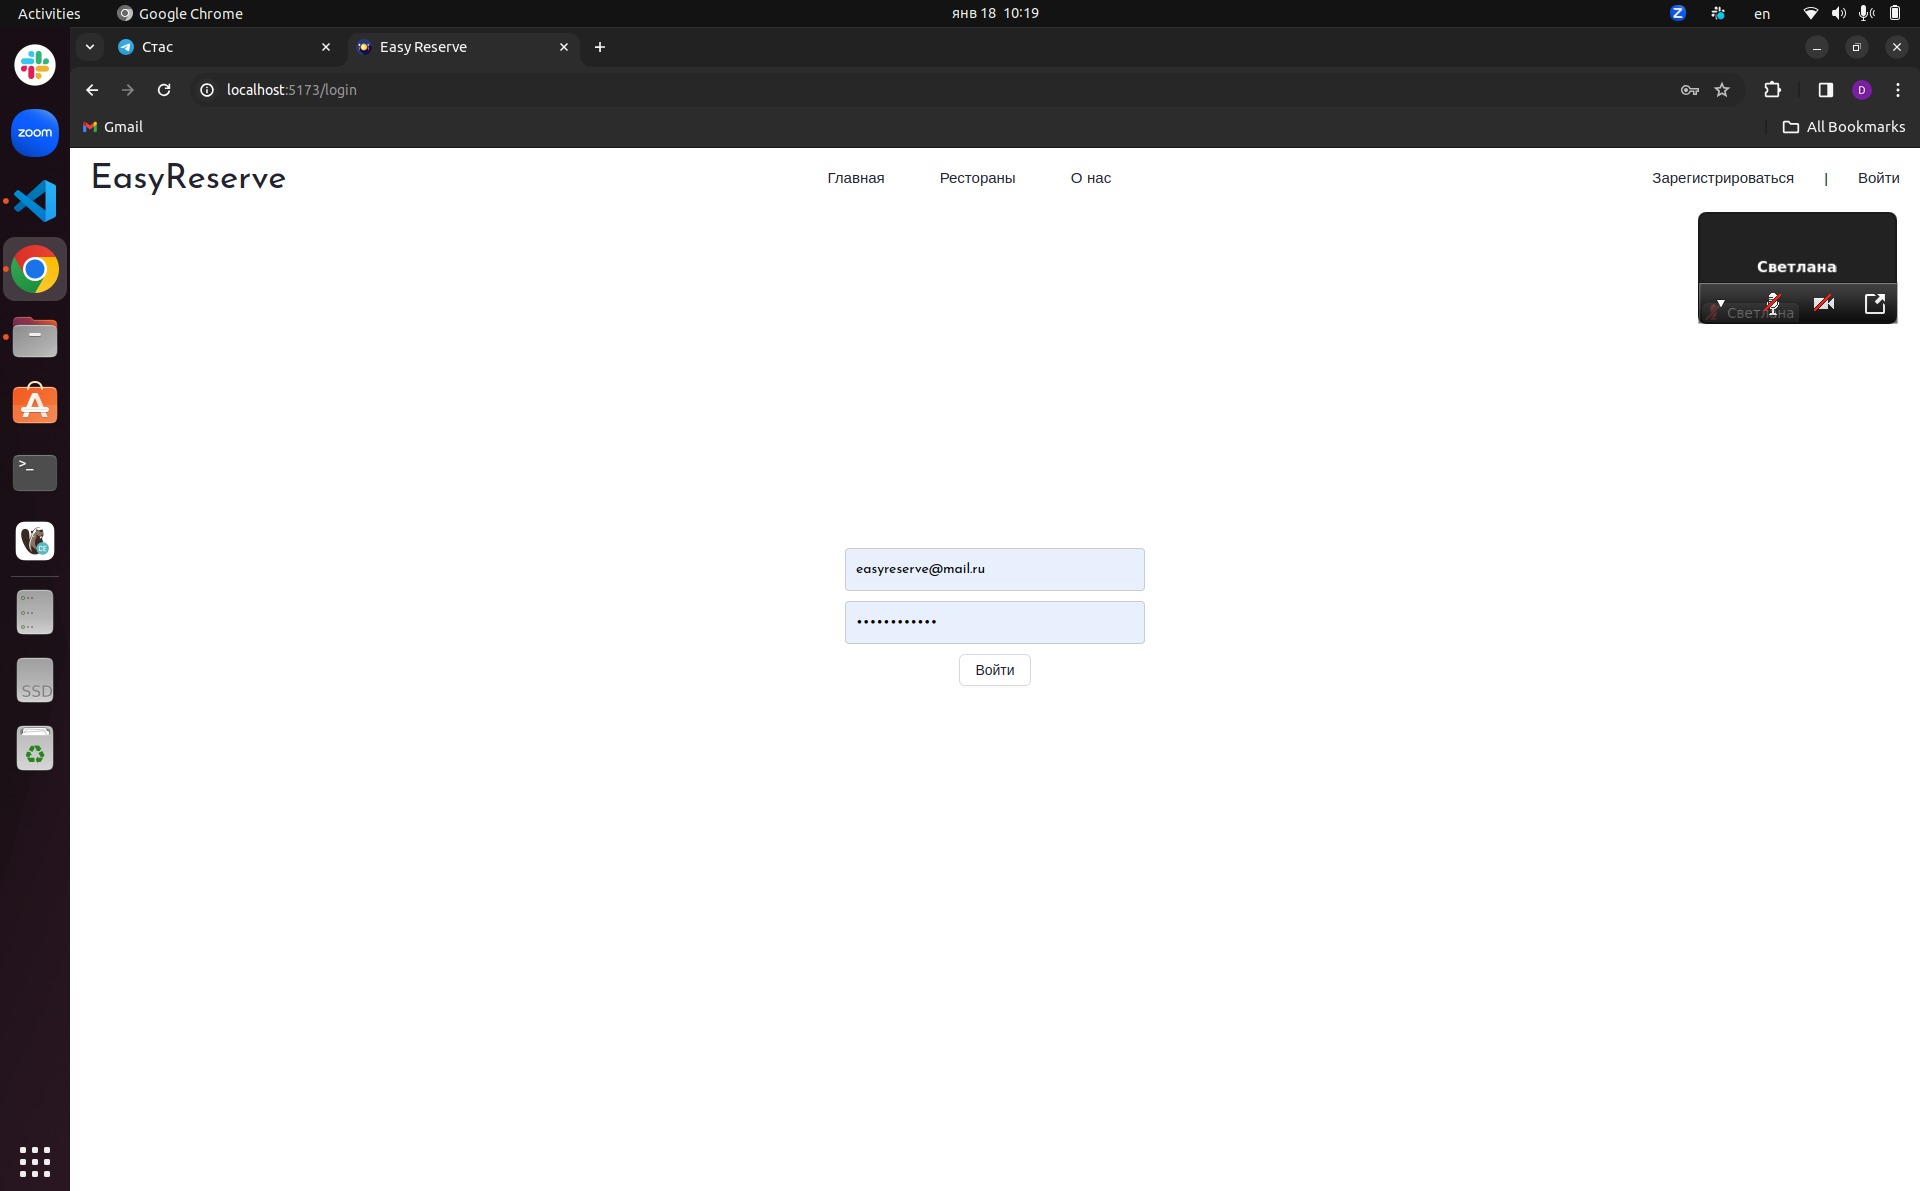 Activities
Google Chrome
янв 18 10:19
en
Стас
Easy Reserve
localhost:5173/login
D
Gmail
All Bookmarks
zoom
EasyReserve
Главная
Рестораны
О нас
Зарегистрироваться
|
Войти
Светлана
Светлана
easyreserve@mail.ru
••••••••••••
Войти
SSD